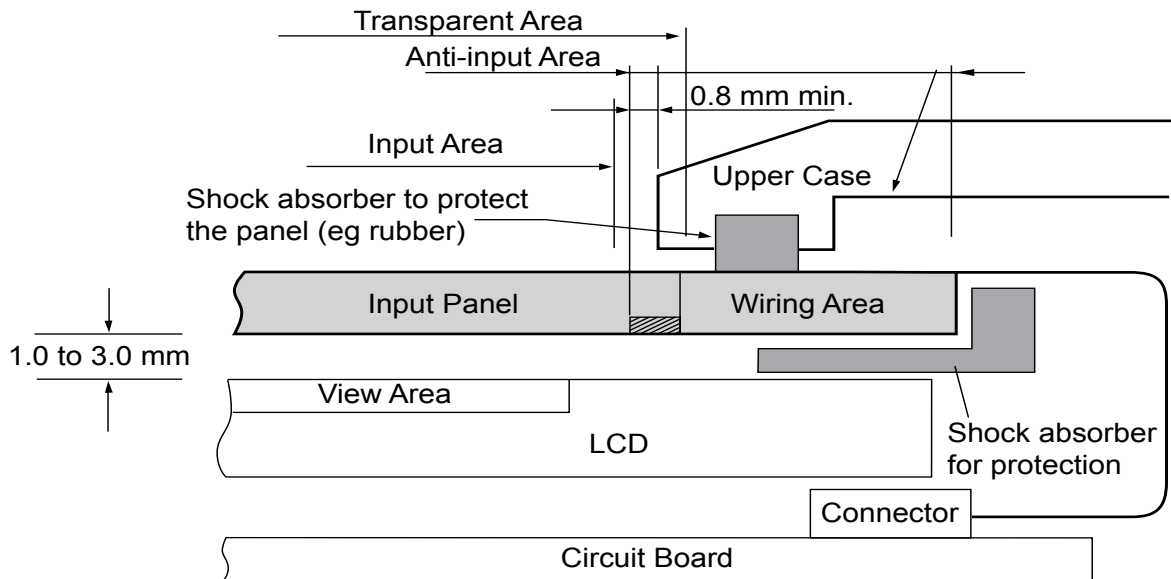 Transparent Area
Anti-input Area
0.8 mm min.
Input Area
Upper Case
Shock absorber to protect
the panel (eg rubber)
Input Panel
Wiring Area
1.0 to 3.0 mm
View Area
LCD
Shock absorber
for protection
Connector
Circuit Board